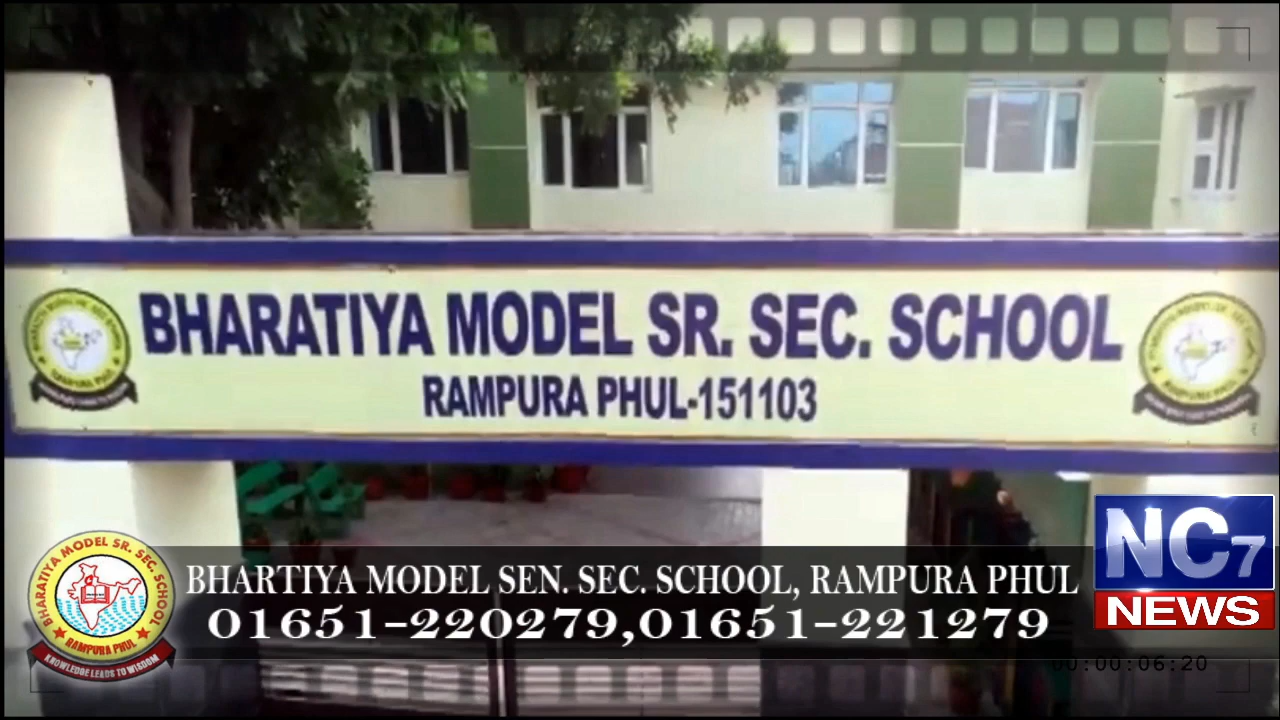 BHARATIYA MODEL SR. SEC. SCHOOL
RAMPURA PHUL-151103
BHARATIYA MODEL SR. SEC. SCHOOL
RAMPURA PHUL
KNOWLEDGE LEADS TO WISDOM
BHARTIYA MODEL SEN. SEC. SCHOOL, RAMPURA PHUL
01651-220279,01651-221279
NC7
NEWS
00:00:06:20